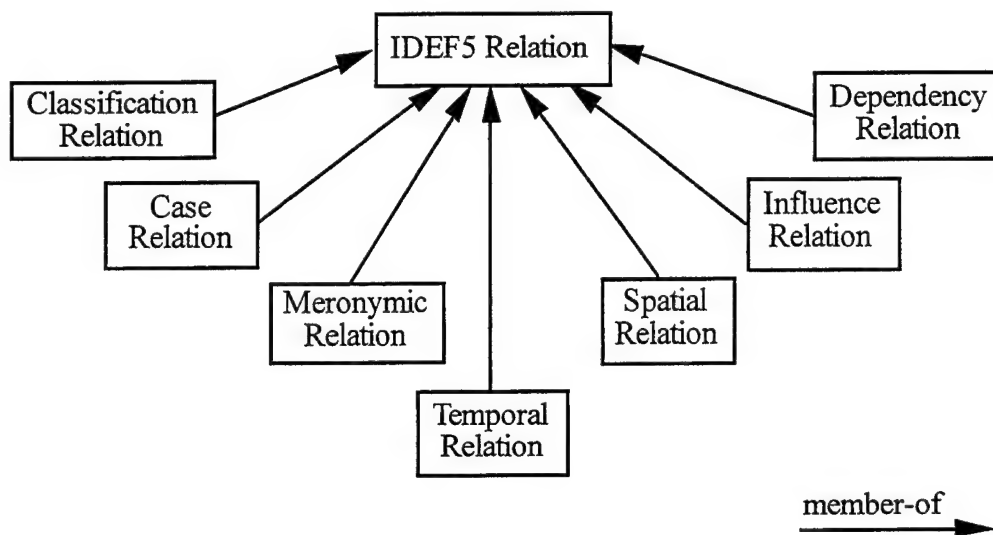 IDEF5 Relation
Classification
Relation
Dependency
Relation
Case
Relation
Influence
Relation
Meronymic
Relation
Spatial
Relation
Temporal
Relation
member-of